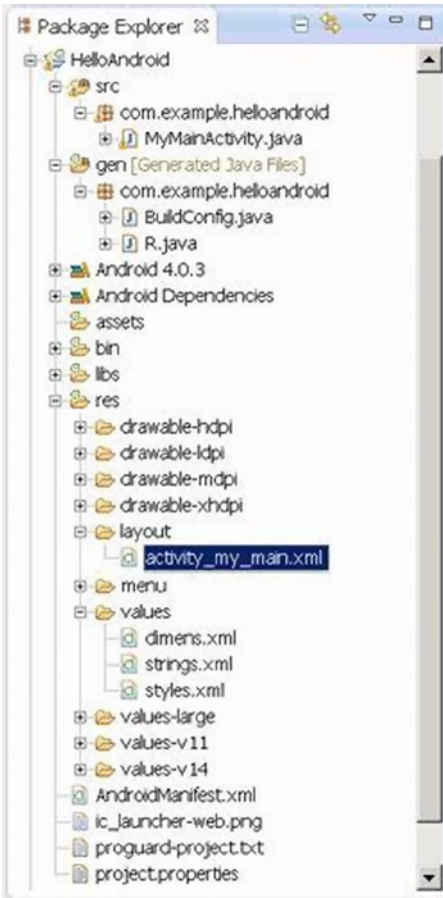 Package Explorer
HelloAndroid
src
com.example.helloandroid
MyMainActivity.java
gen [Generated Java Files]
com.example.helloandroid
BuildConfig.java
R.java
Android 4.0.3
Android Dependencies
assets
bin
libs
res
drawable-hdpi
drawable-ldpi
drawable-mdpi
drawable-xhdpi
layout
activity_my_main.xml
menu
values
dimens.xml
strings.xml
styles.xml
values-large
values-v11
values-v14
AndroidManifest.xml
ic_launcher-web.png
proguard-project.txt
project.properties